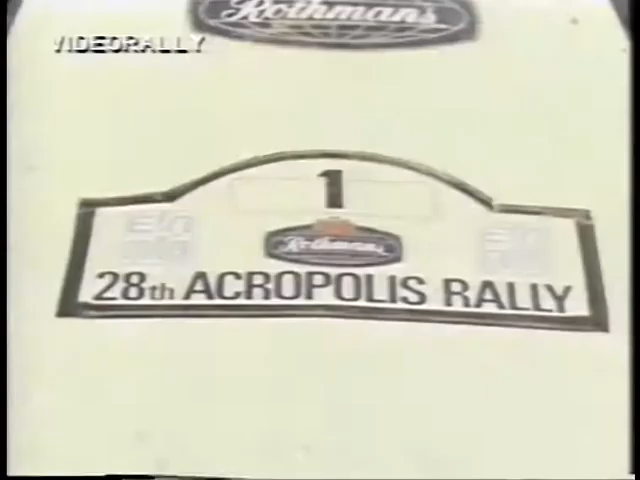 Rothmans
VIDEORALLY
1
Rothmans
28th ACROPOLIS RALLY